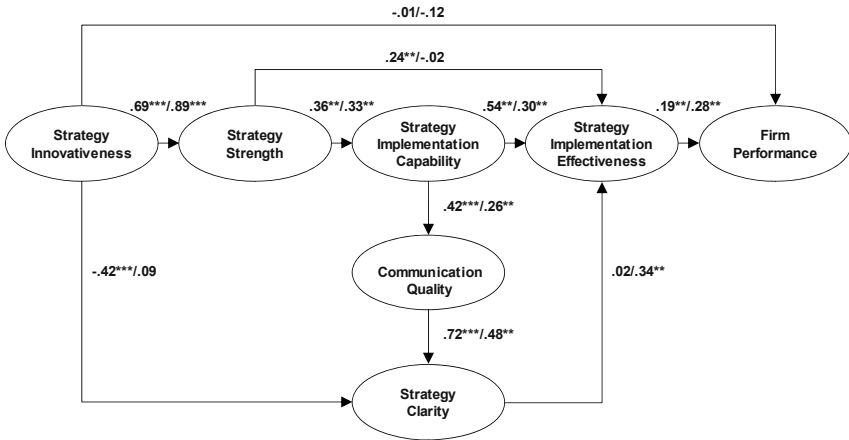 -.01/-.12
.24**/-.02
.69***/.89***
.36**/.33**
.54**/.30**
.19**/.28**
Strategy
Innovativeness
Strategy
Strength
Strategy
Implementation
Capability
Strategy
Implementation
Effectiveness
Firm
Performance
.42***/.26**
-.42***/.09
Communication
Quality
.02/.34**
.72***/.48**
Strategy
Clarity